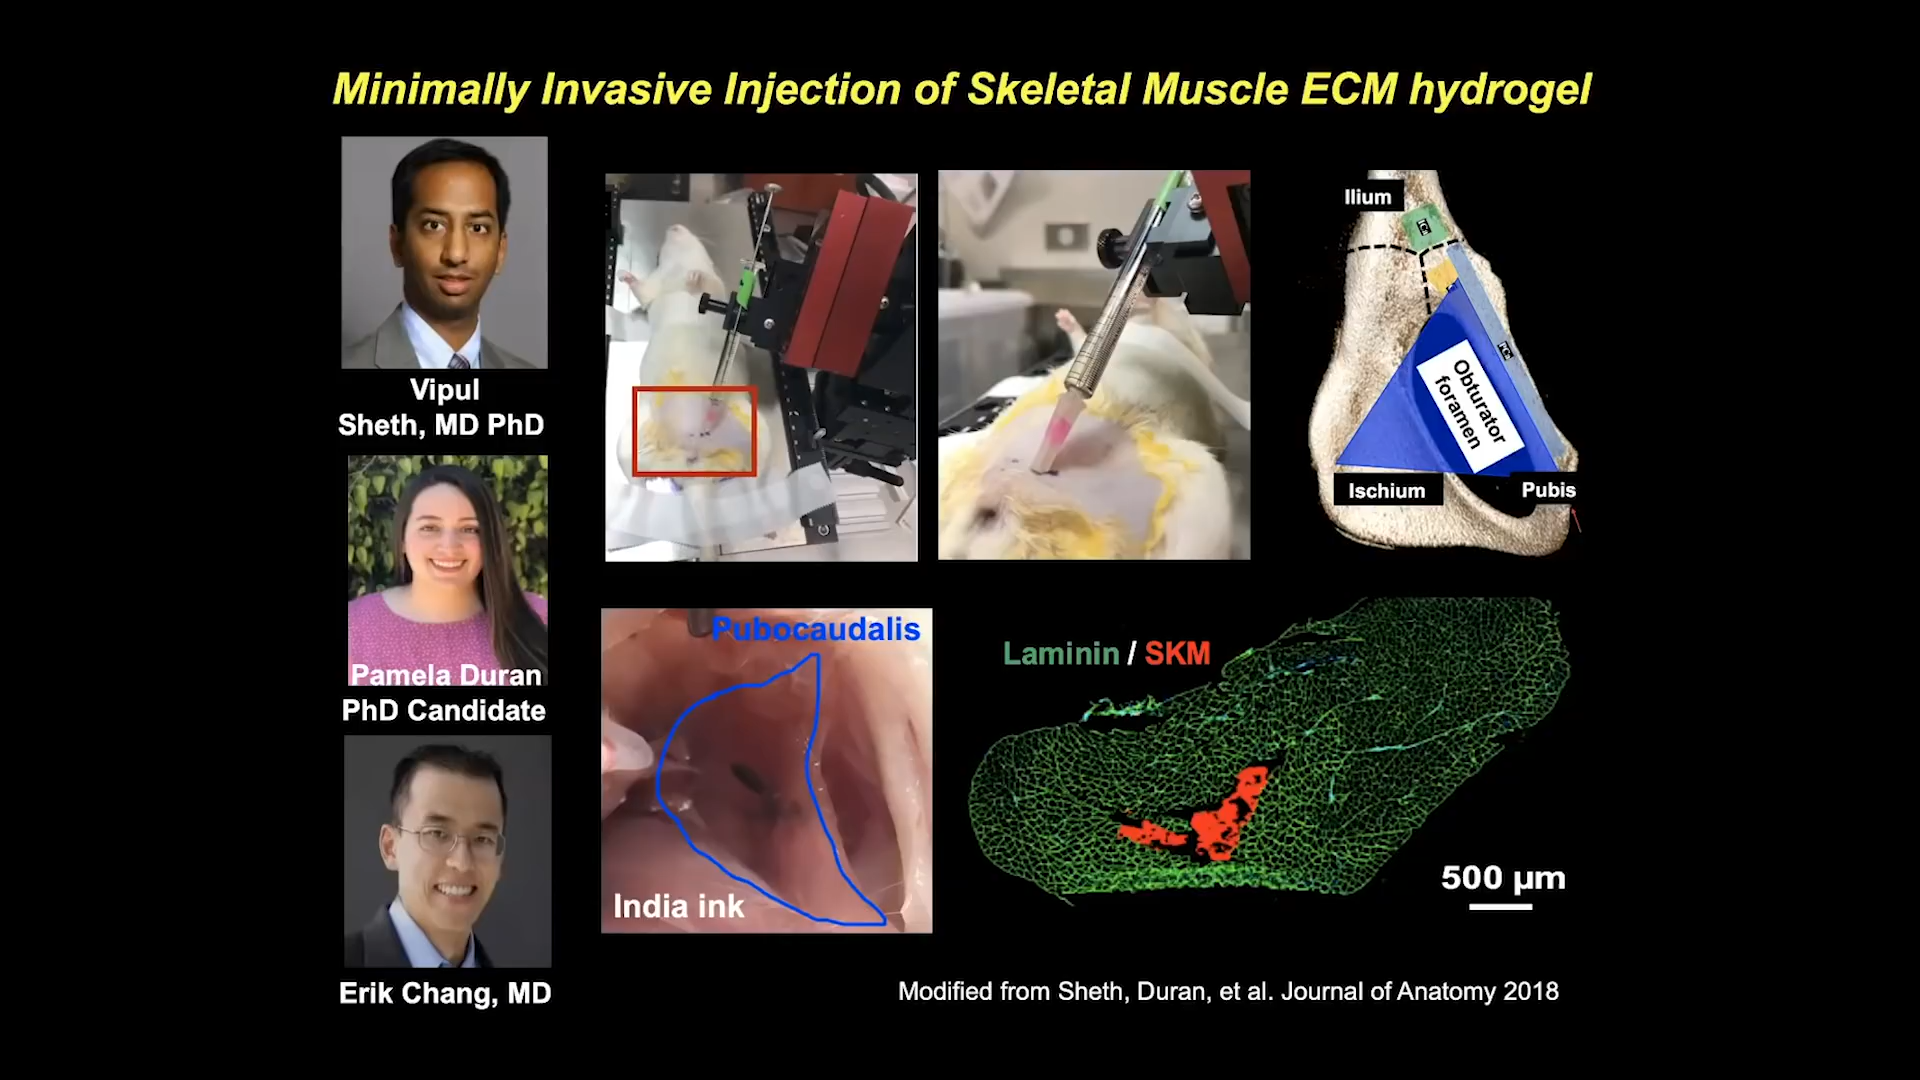 Minimally Invasive Injection of Skeletal Muscle ECM hydrogel
Vipul
Sheth, MD PhD
Pamela Duran
PhD Candidate
Erik Chang, MD
Ilium
Obturator
foramen
Ischium
Pubis
Pubocaudalis
India ink
Laminin / SKM
500 µm
Modified from Sheth, Duran, et al. Journal of Anatomy 2018